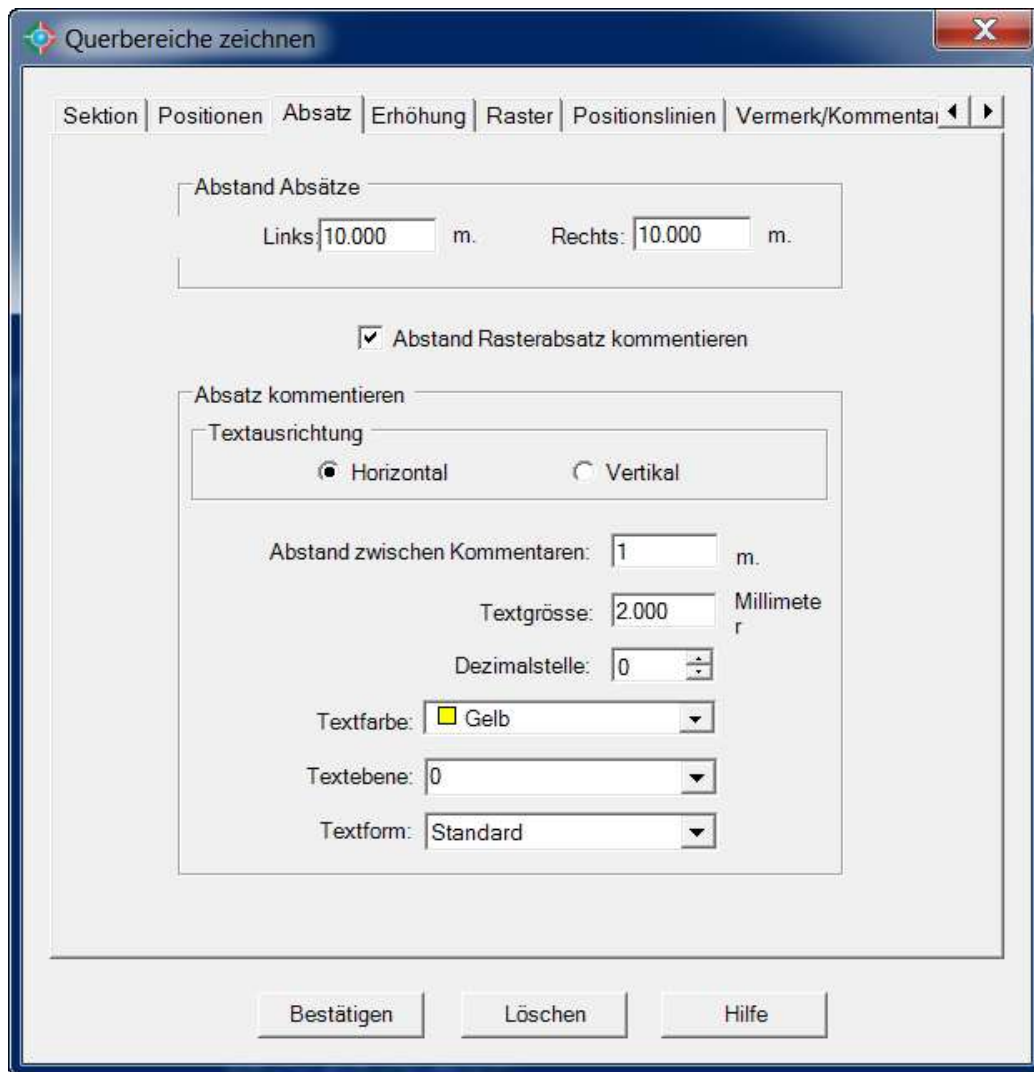 Querbereiche zeichnen
Sektion Positionen Absatz Erhöhung Raster Positionslinien Vermerk/Kommentar
Abstand Absätze
Links: 10.000 m. Rechts: 10.000 m.
Abstand Rasterabsatz kommentieren
Absatz kommentieren
Textausrichtung
Horizontal Vertikal
Abstand zwischen Kommentaren: 1 m.
Textgrösse: 2.000 Millimete
r
Dezimalstelle: 0
Textfarbe: Gelb
Textebene: 0
Textform: Standard
Bestätigen Löschen Hilfe